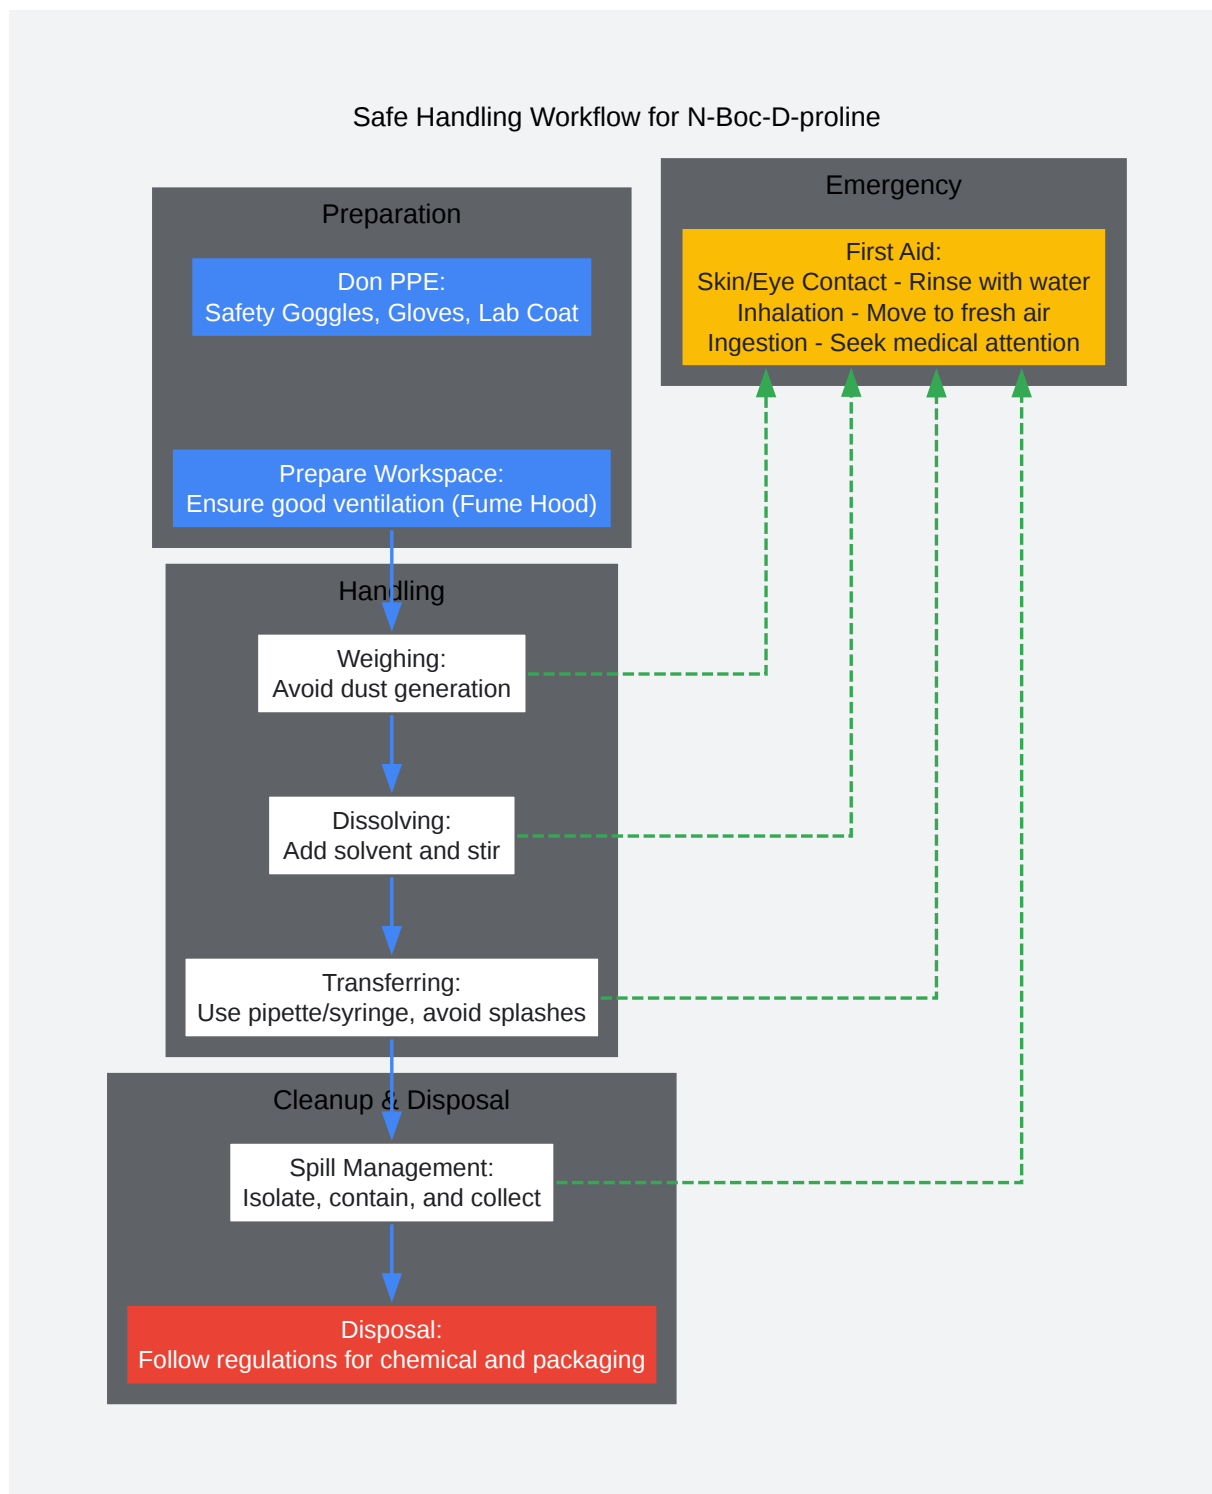 Safe Handling Workflow for N-Boc-D-proline
Preparation
Don PPE:
Safety Goggles, Gloves, Lab Coat
Prepare Workspace:
Ensure good ventilation (Fume Hood)
Emergency
First Aid:
Skin/Eye Contact - Rinse with water
Inhalation - Move to fresh air
Ingestion - Seek medical attention
Handling
Weighing:
Avoid dust generation
Dissolving:
Add solvent and stir
Transferring:
Use pipette/syringe, avoid splashes
Cleanup & Disposal
Spill Management:
Isolate, contain, and collect
Disposal:
Follow regulations for chemical and packaging